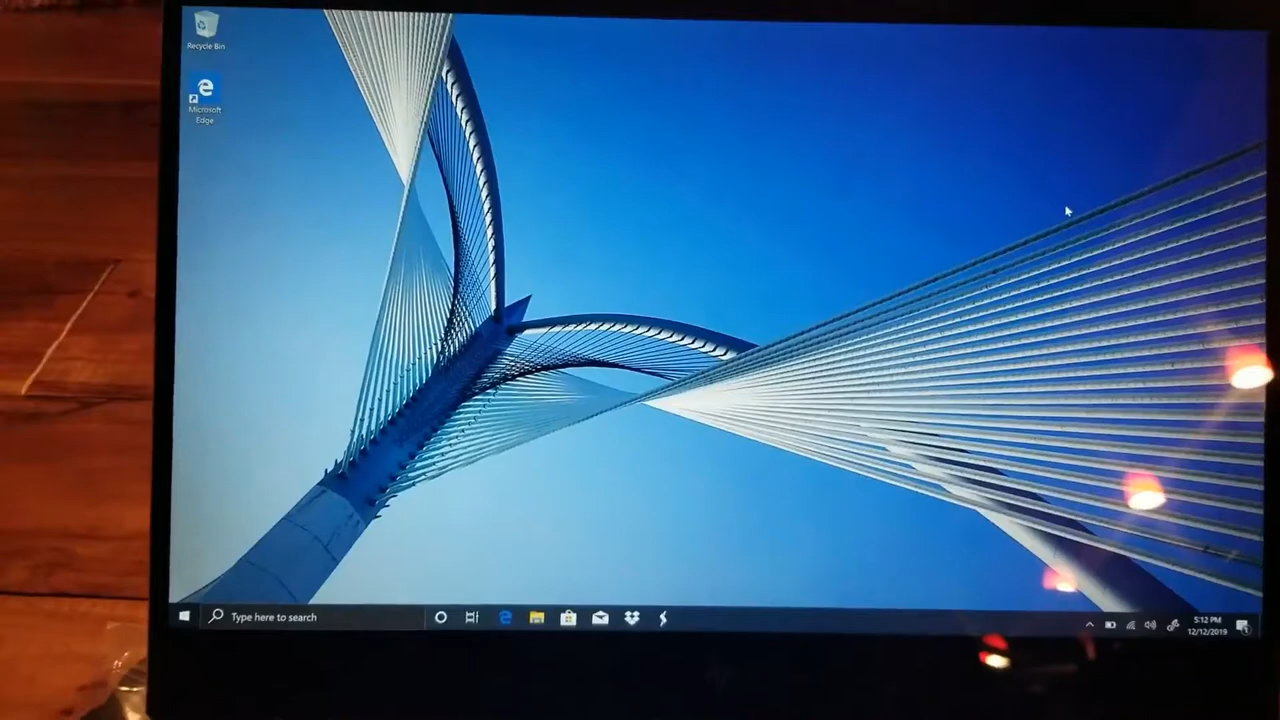 Recycle Bin
Microsoft
Edge
Type here to search
5:12 PM
12/12/2019